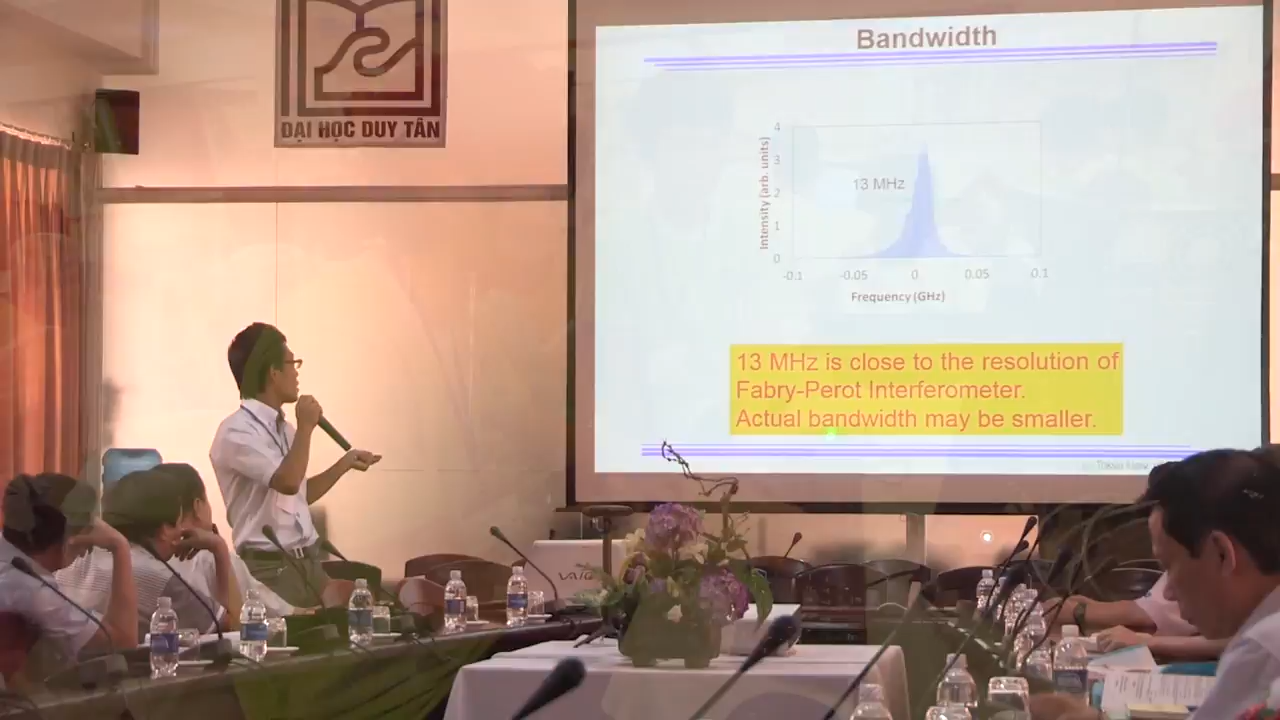 ĐẠI HỌC DUY TÂN
Bandwidth
Intensity (arb. units)
4
3
2
1
0
13 MHz
-0.1 -0.05 0 0.05 0.1
Frequency (GHz)
13 MHz is close to the resolution of
Fabry-Perot Interferometer.
Actual bandwidth may be smaller.
VAIO